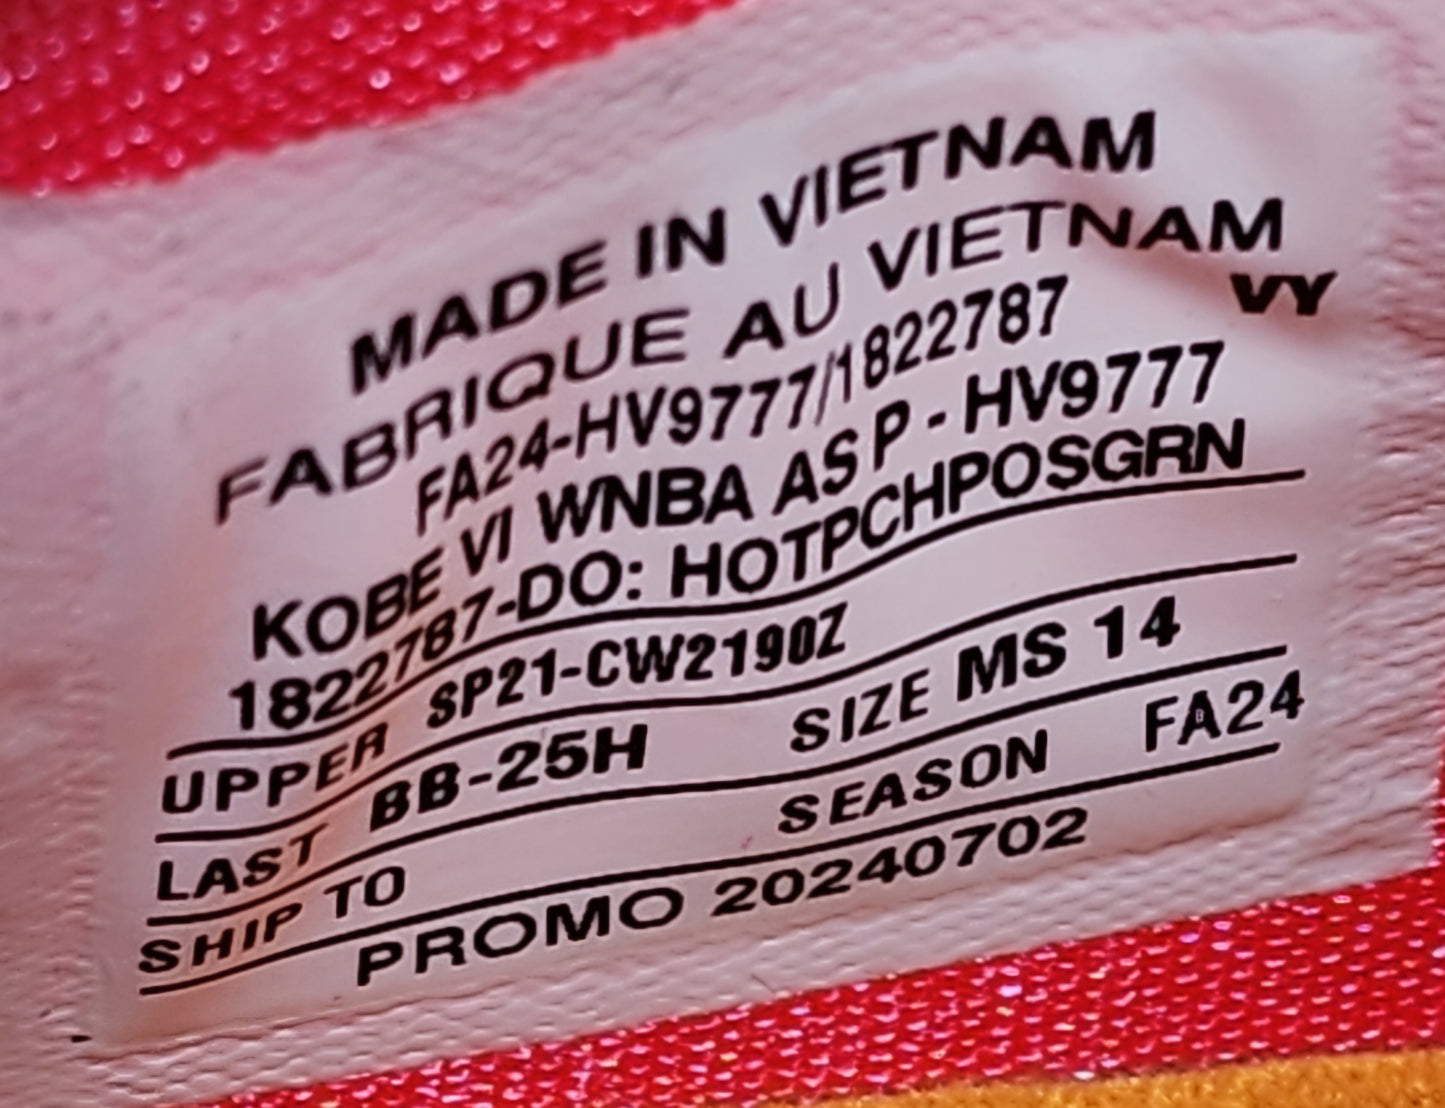 MADE IN VIETNAM
FABRIQUE AU VIETNAM
VY
FA24-HV9777/1822787
KOBE VI WNBA AS P - HV9777
1822787-DO: HOTPCHPOSGRN
UPPER SP21-CW2190Z
LAST BB-25H SIZE MS 14
SHIP TO SEASON FA24
PROMO 20240702